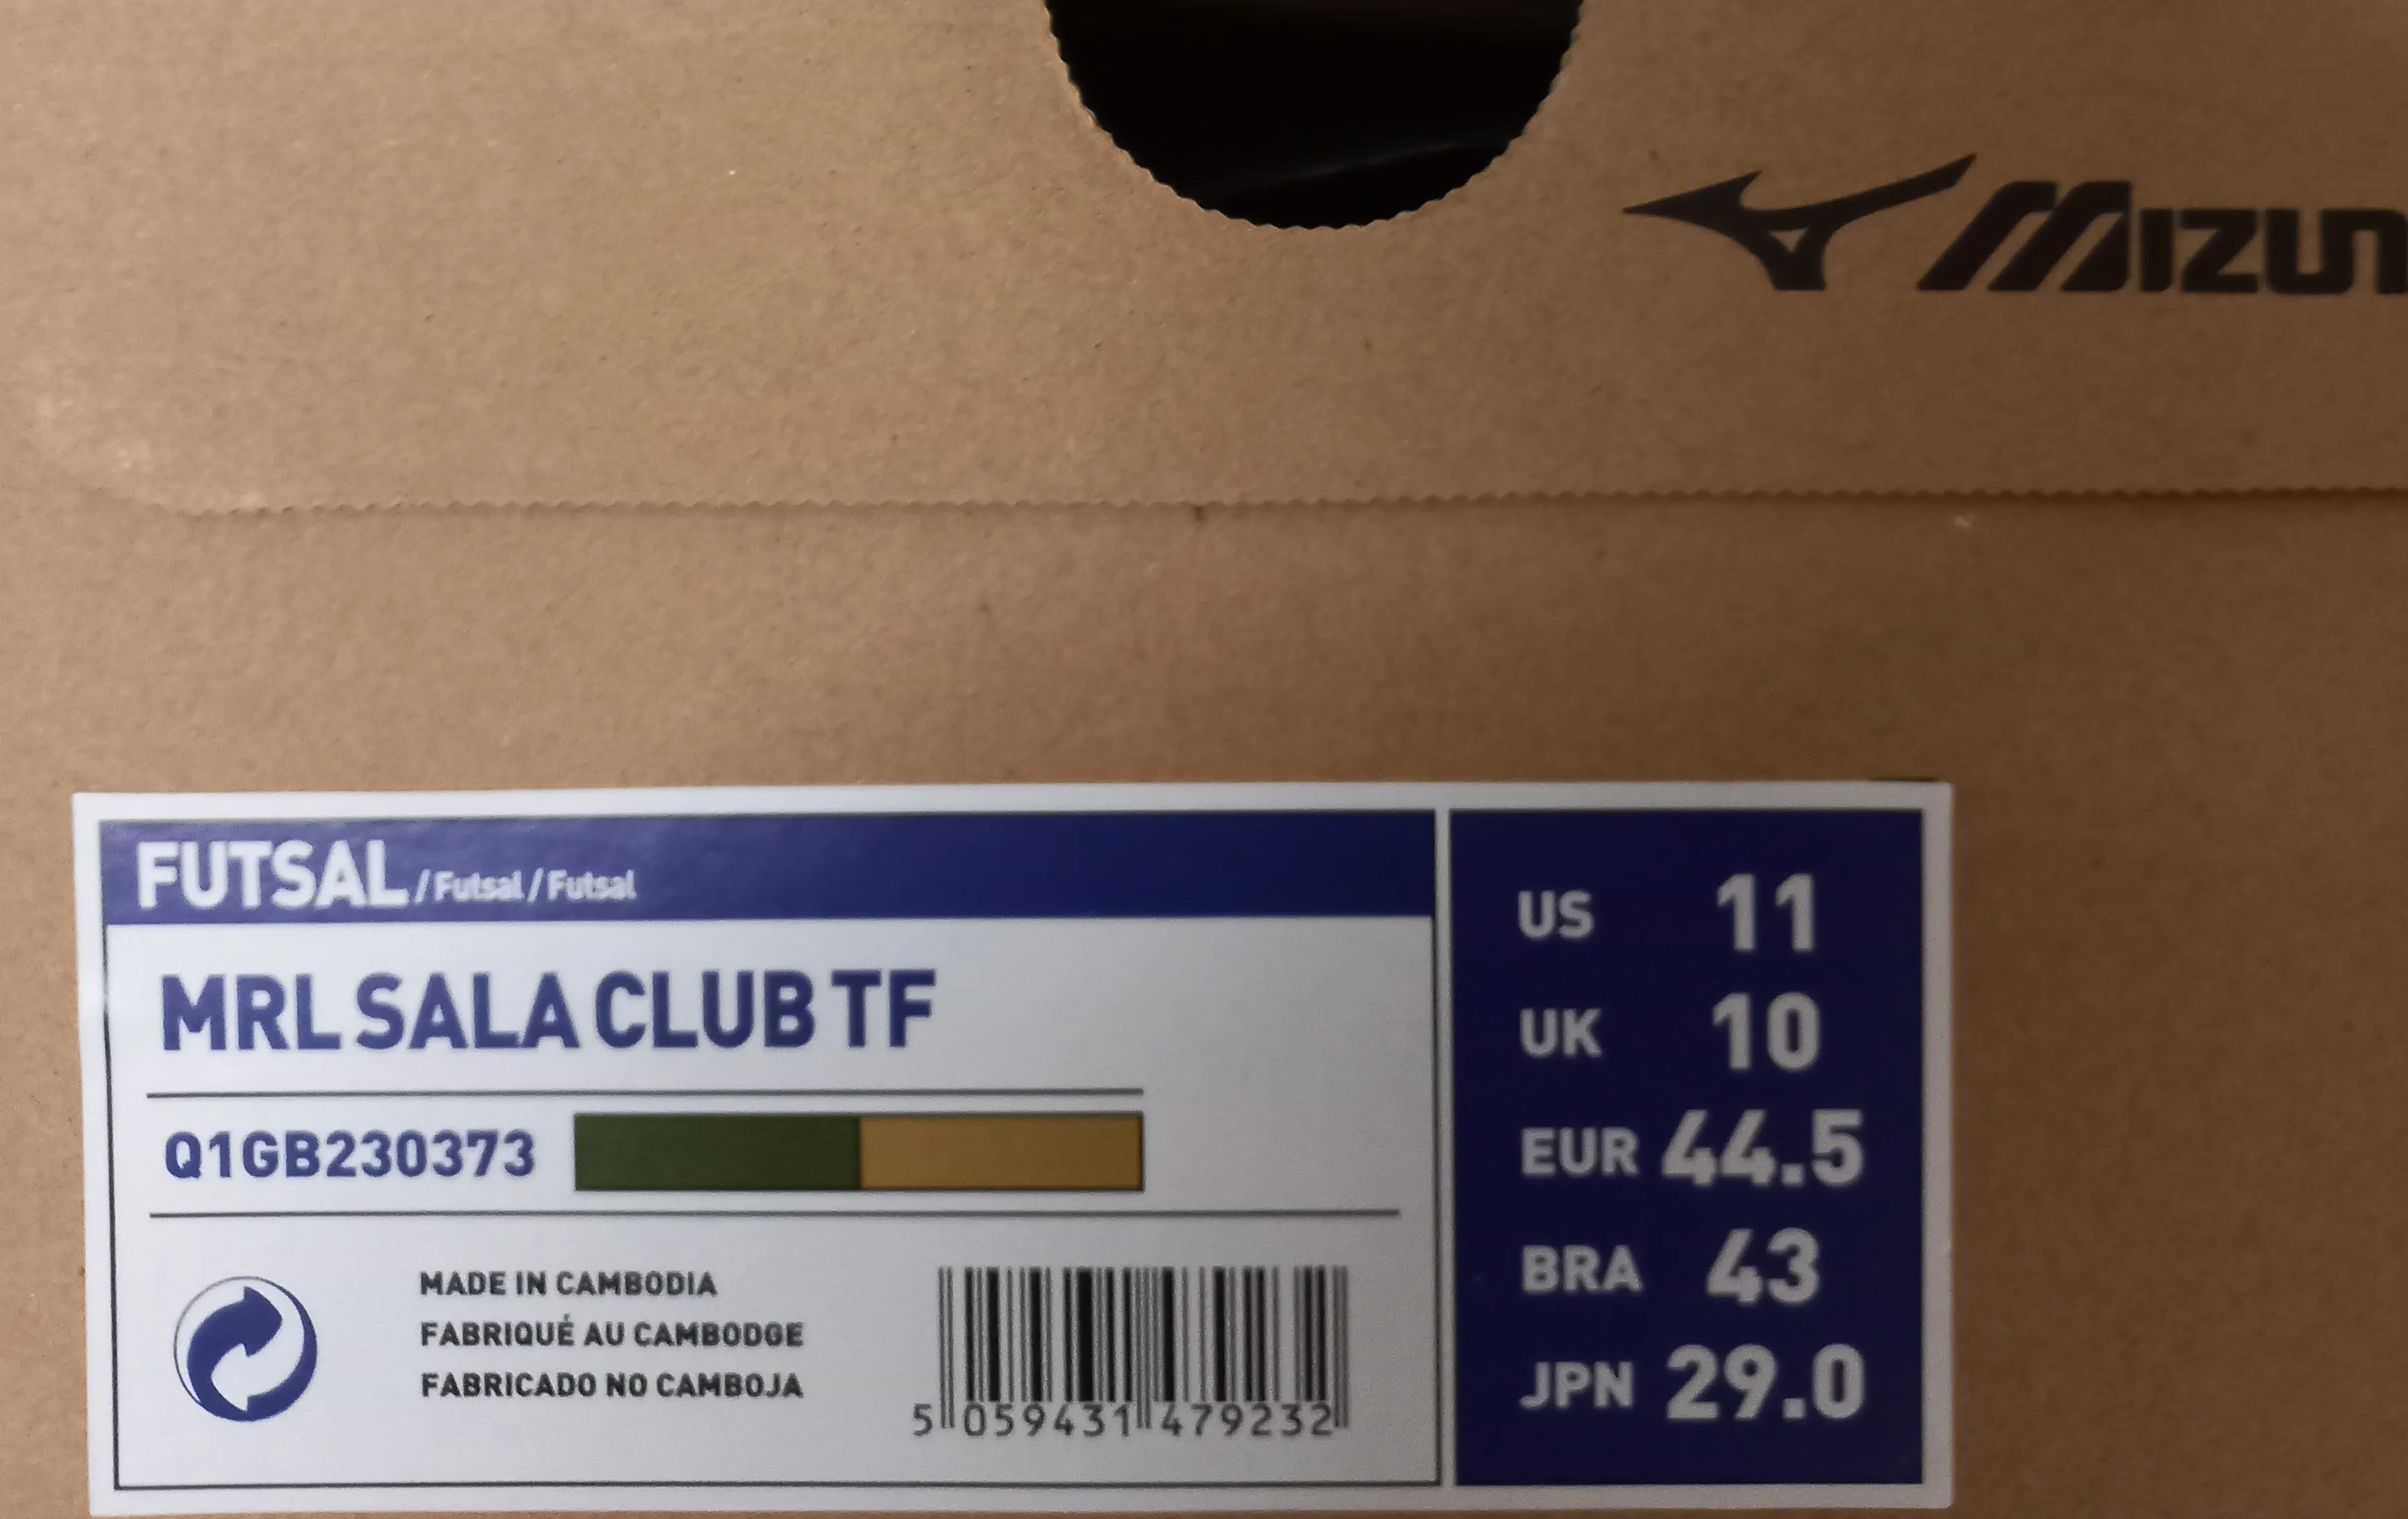 MIZUN
FUTSAL / Futsal / Futsal
MRL SALA CLUB TF
Q1GB230373
MADE IN CAMBODIA
FABRIQUÉ AU CAMBODGE
FABRICADO NO CAMBOJA
5 059431 479232
US 11
UK 10
EUR 44.5
BRA 43
JPN 29.0